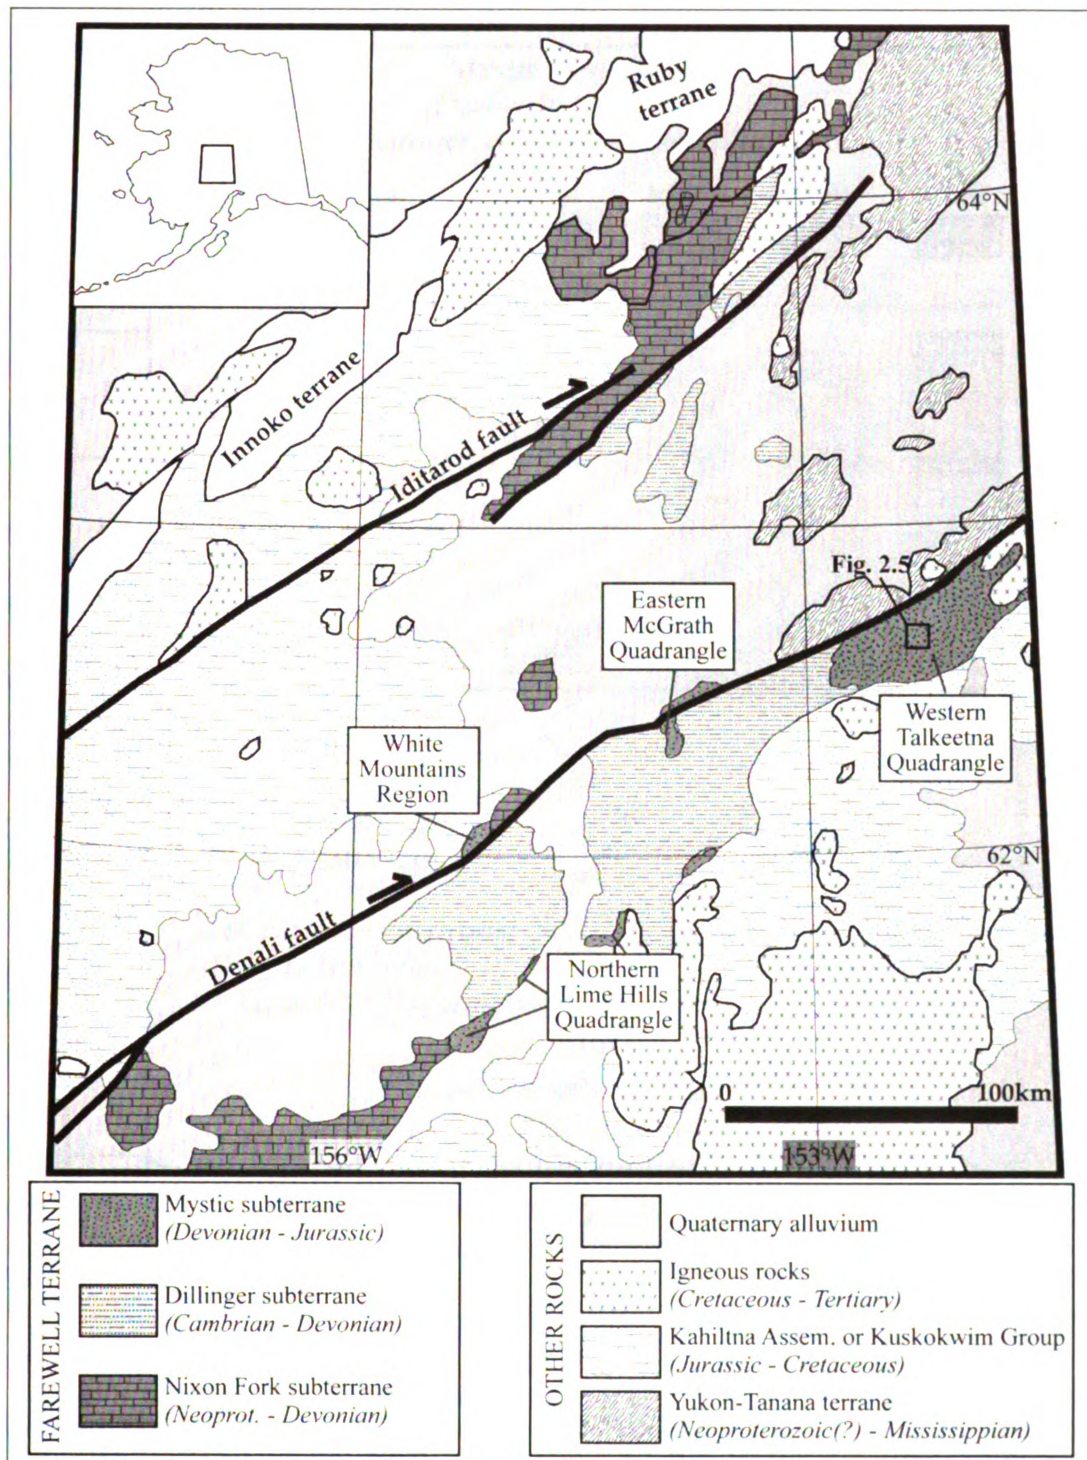 Ruby
terrane
64°N
Innoko terrane
Iditarod fault
Fig. 2.5
Eastern
McGrath
Quadrangle
White
Mountains
Region
Western
Talkeetna
Quadrangle
62°N
Denali fault
Northern
Lime Hills
Quadrangle
0 100km
156°W
153°W
FAREWELL TERRANE
Mystic subterrane
(Devonian - Jurassic)
Dillinger subterrane
(Cambrian - Devonian)
Nixon Fork subterrane
(Neoprot. - Devonian)
OTHER ROCKS
Quaternary alluvium
Igneous rocks
(Cretaceous - Tertiary)
Kahiltna Assem. or Kuskokwim Group
(Jurassic - Cretaceous)
Yukon-Tanana terrane
(Neoproterozoic(?) - Mississippian)